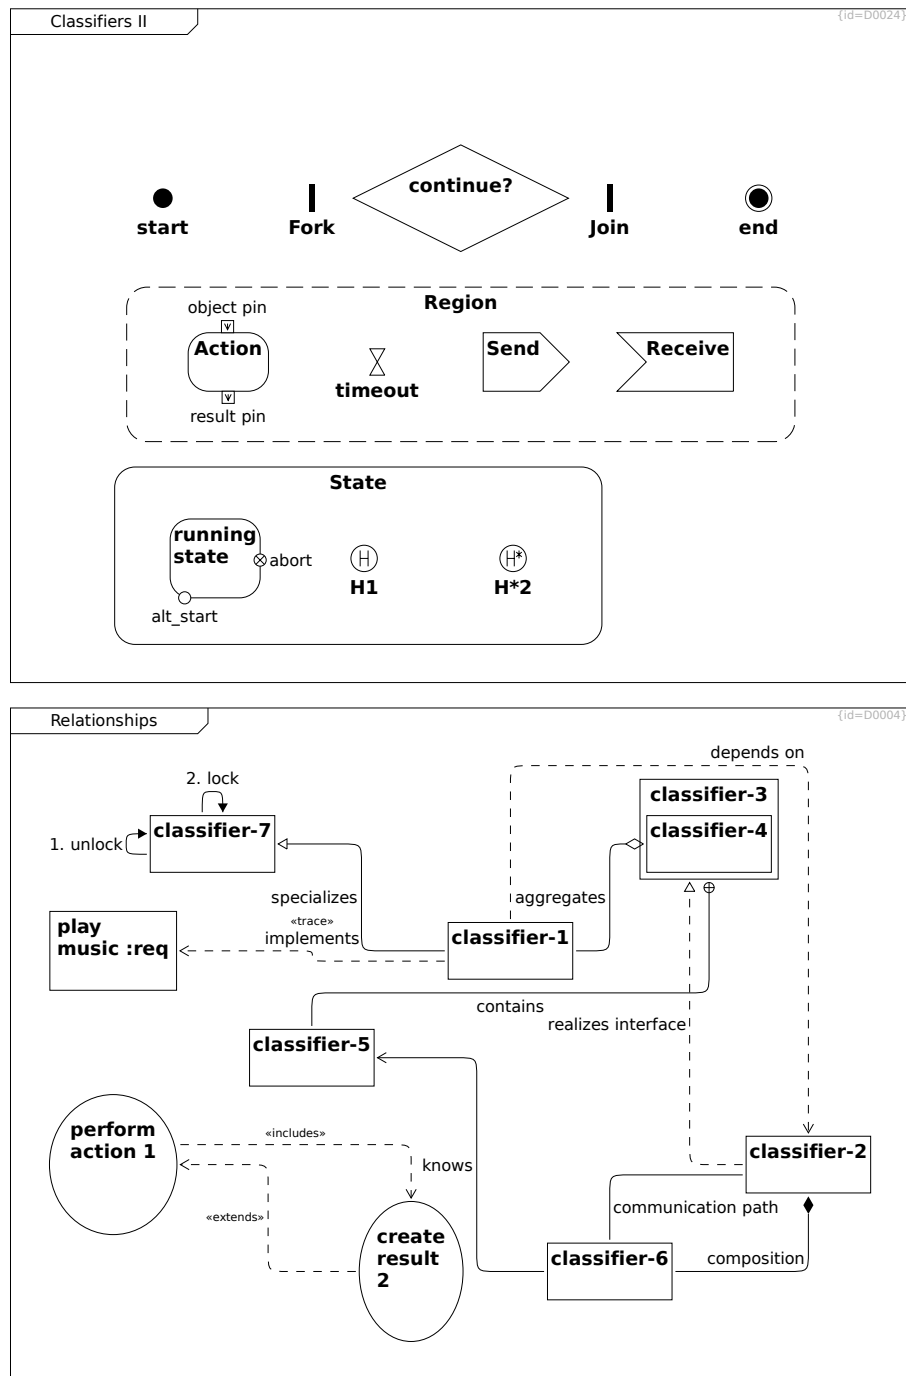 Classifiers II
{id=D0024}
continue?
start
Fork
Join
end
Region
object pin
Action
result pin
timeout
Send
Receive
State
running
state
abort
alt_start
H
H1
H*
H*2
Relationships
{id=D0004}
depends on
2. lock
classifier-3
1. unlock
classifier-7
classifier-4
specializes
aggregates
«trace»
implements
play
music :req
classifier-1
contains
realizes interface
classifier-5
perform
action 1
«includes»
classifier-2
knows
«extends»
communication path
create
result
2
classifier-6
composition